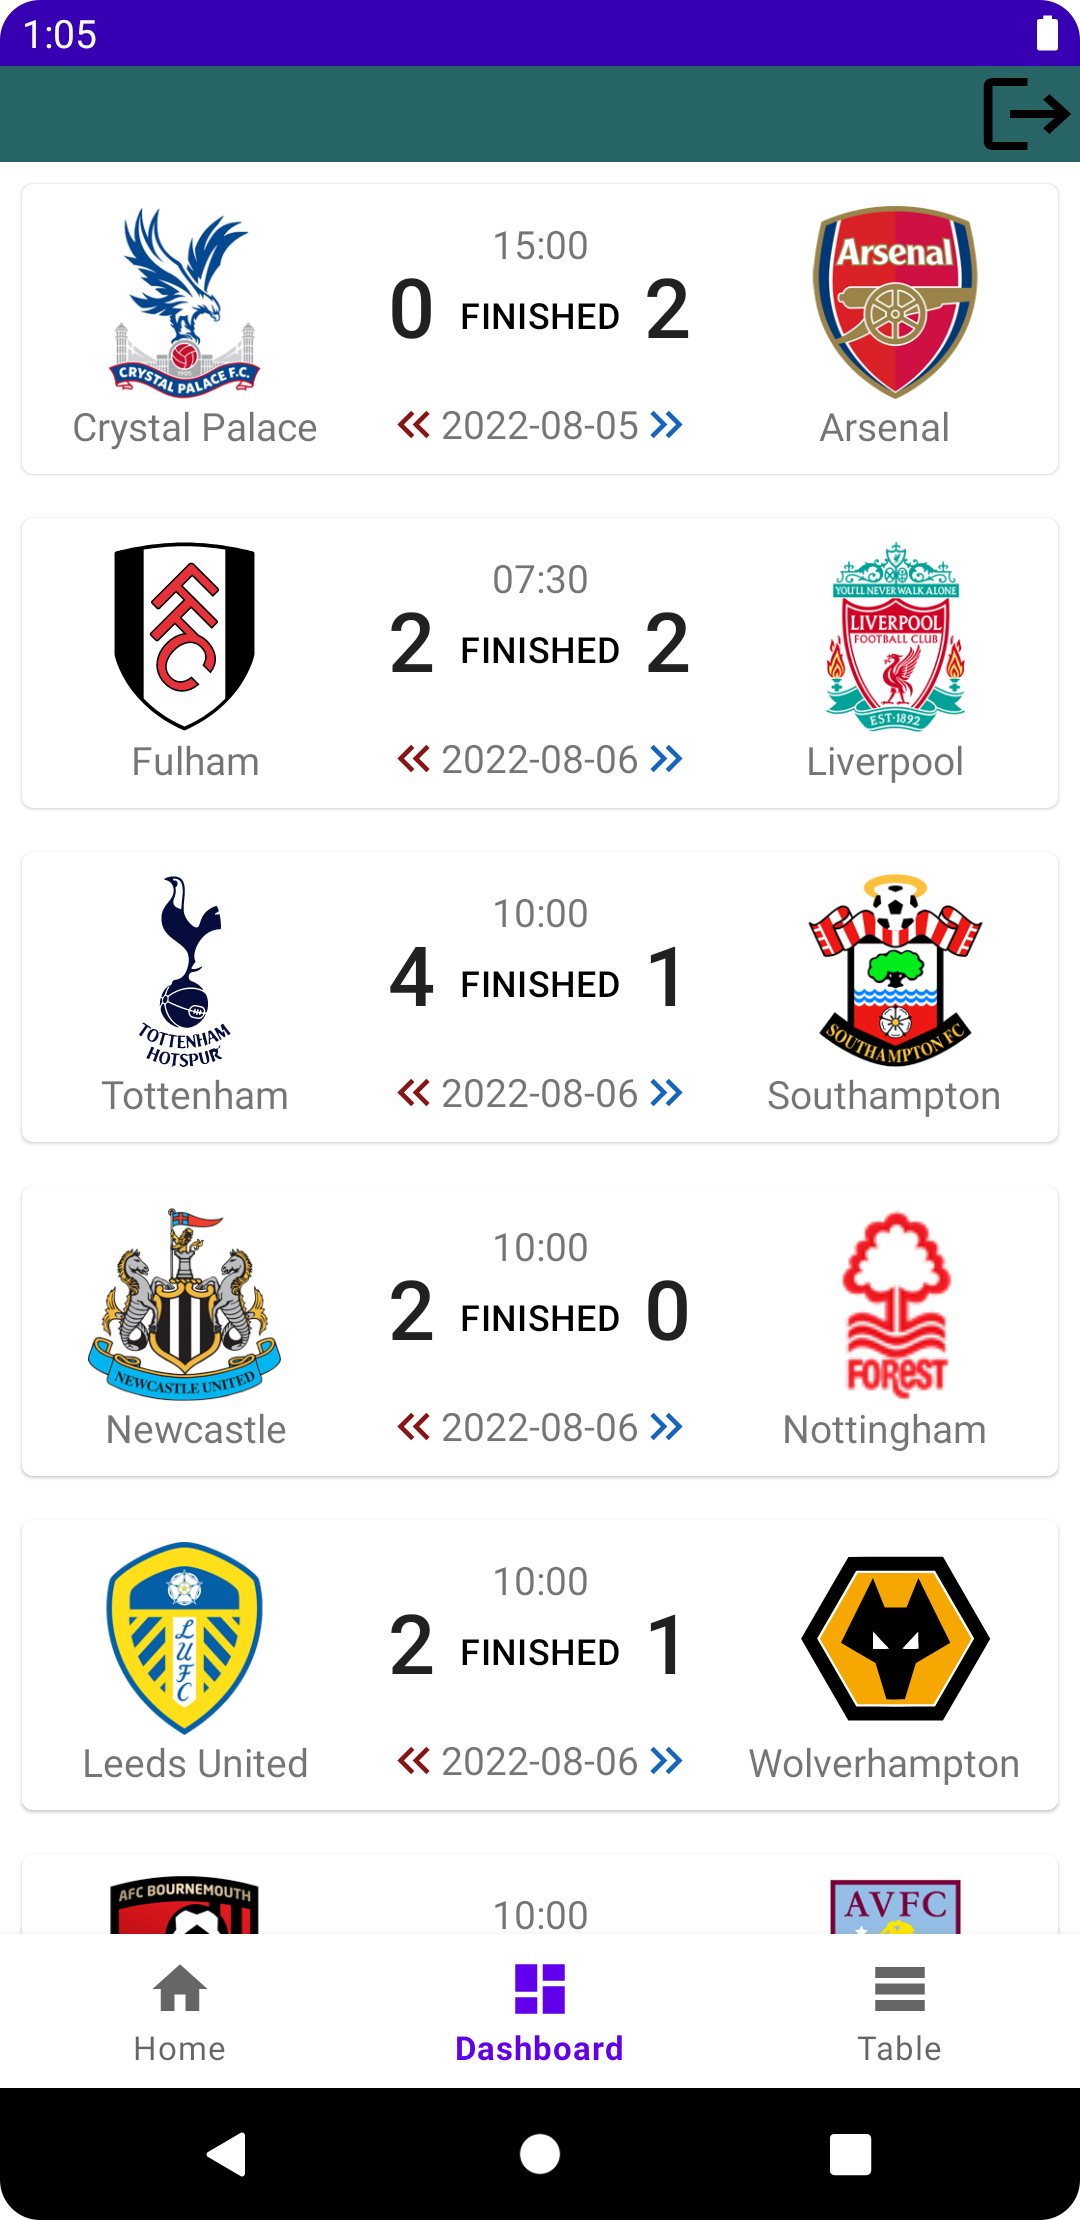 1:05
15:00
0 FINISHED 2
CRYSTAL PALACE F.C.
1905
Arsenal
Crystal Palace
2022-08-05
Arsenal
07:30
2 FINISHED 2
FFC
YOU'LL NEVER WALK ALONE
LIVERPOOL
FOOTBALL CLUB
EST·1892
Fulham
2022-08-06
Liverpool
10:00
4 FINISHED 1
TOTTENHAM
HOTSPUR
SOUTHAMPTON FC
Tottenham
2022-08-06
Southampton
10:00
2 FINISHED 0
NEWCASTLE UNITED
FOREST
Newcastle
2022-08-06
Nottingham
10:00
2 FINISHED 1
LUFC
Leeds United
2022-08-06
Wolverhampton
AFC BOURNEMOUTH
10:00
AVFC
Home
Dashboard
Table